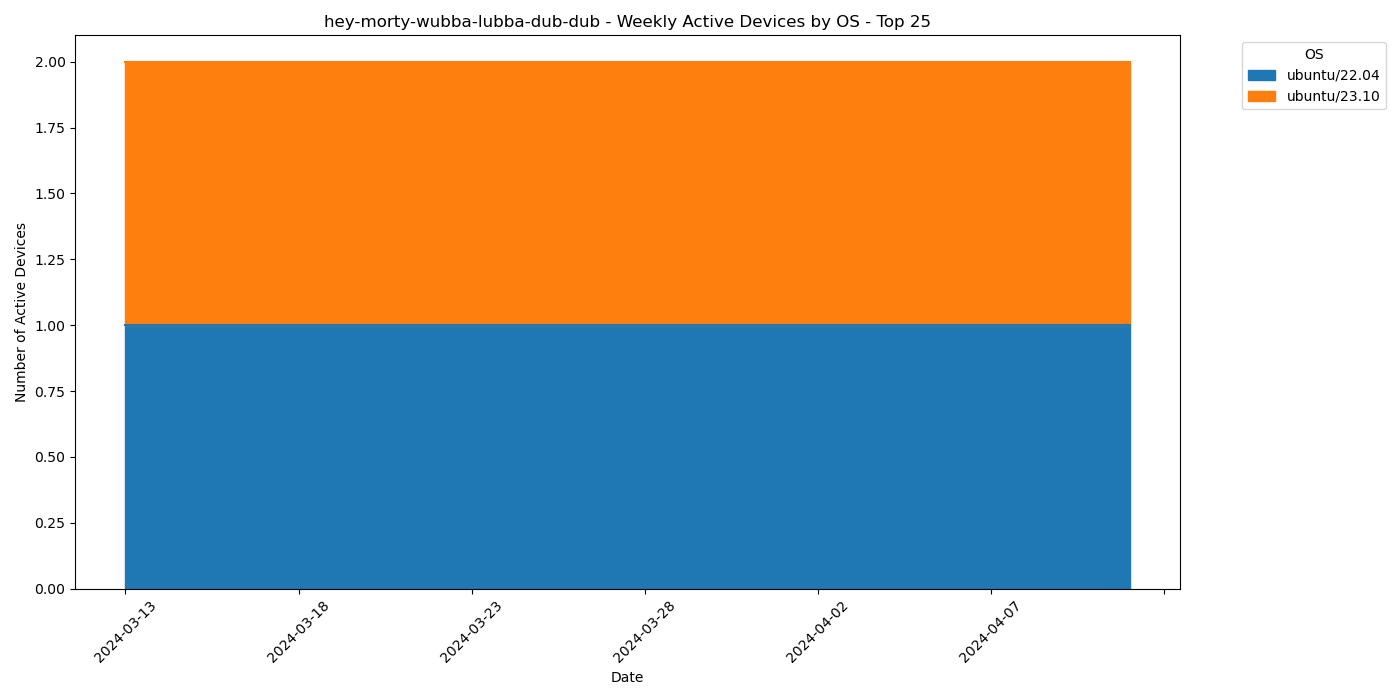 hey-morty-wubba-lubba-dub-dub - Weekly Active Devices by OS - Top 25
OS
ubuntu/22.04
ubuntu/23.10
Number of Active Devices
2.00
1.75
1.50
1.25
1.00
0.75
0.50
0.25
0.00
2024-03-13
2024-03-18
2024-03-23
2024-03-28
2024-04-02
2024-04-07
Date